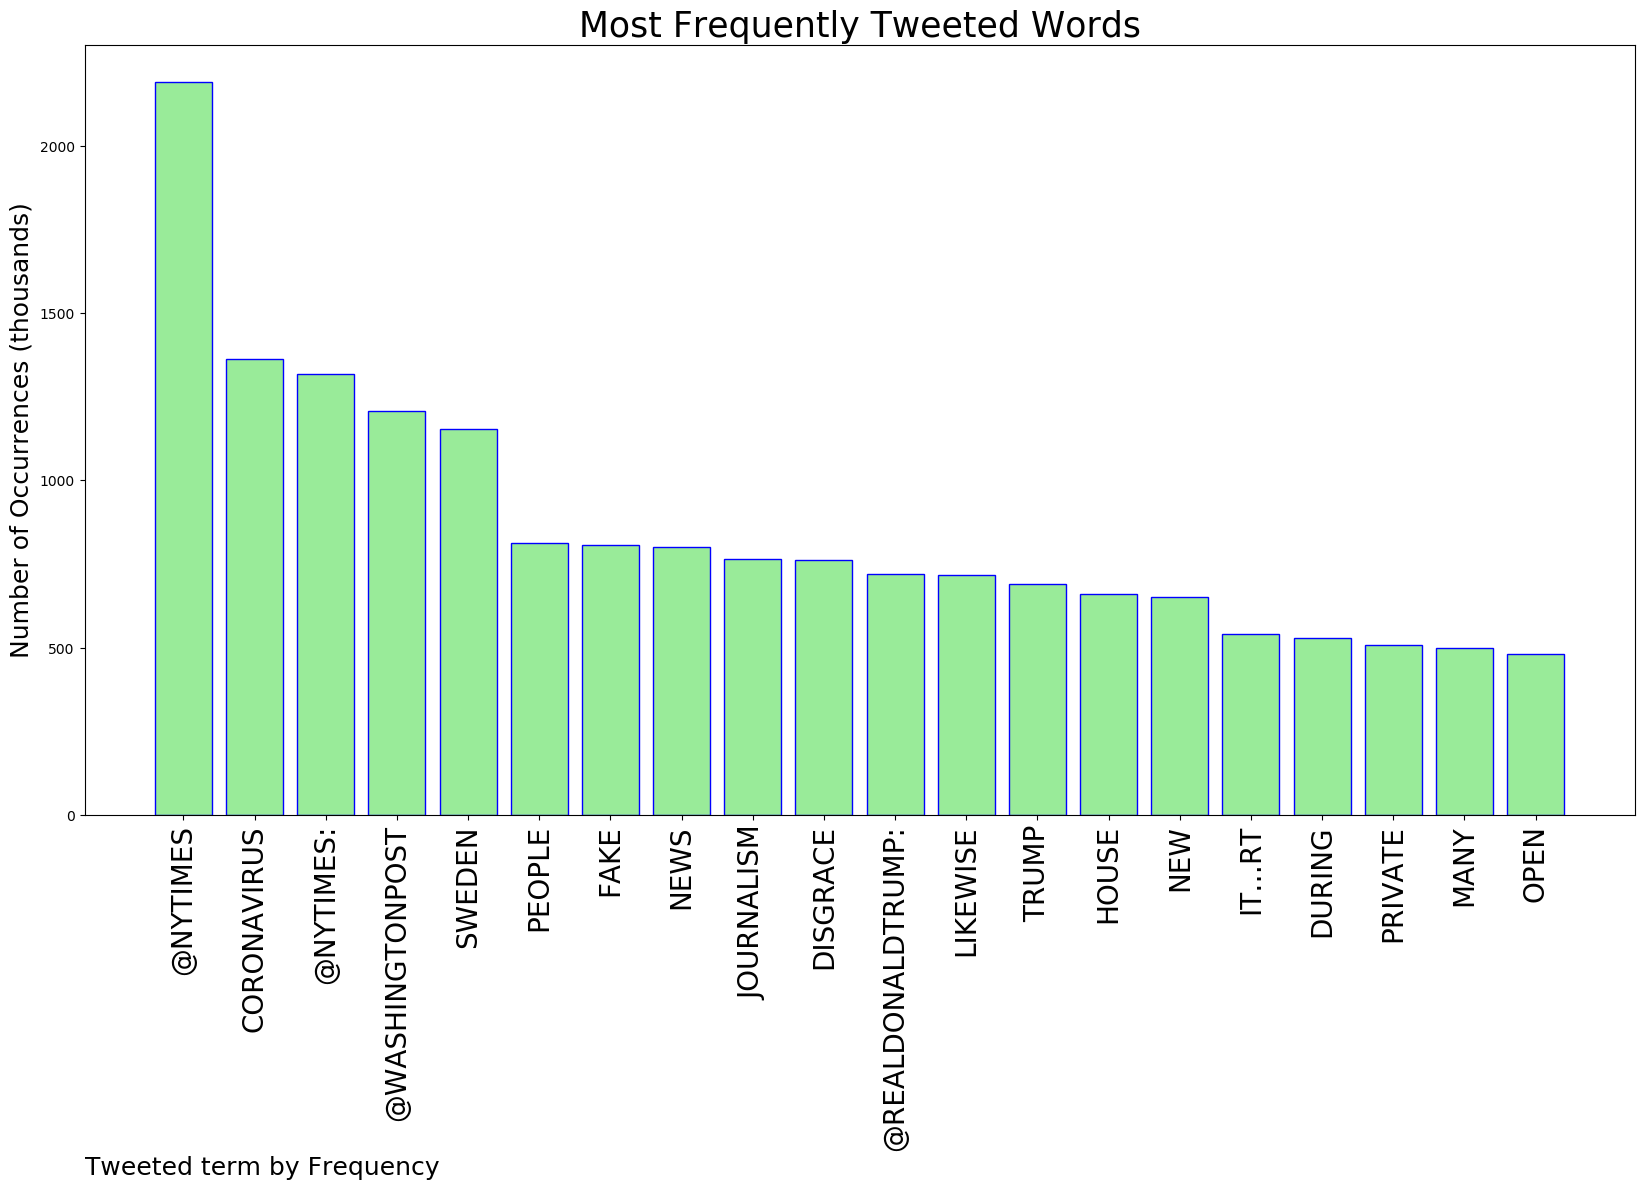 Most Frequently Tweeted Words
Number of Occurrences (thousands)
2000
1500
1000
500
0
@NYTIMES
CORONAVIRUS
@NYTIMES:
@WASHINGTONPOST
SWEDEN
PEOPLE
FAKE
NEWS
JOURNALISM
DISGRACE
@REALDONALDTRUMP:
LIKEWISE
TRUMP
HOUSE
NEW
IT...RT
DURING
PRIVATE
MANY
OPEN
Tweeted term by Frequency